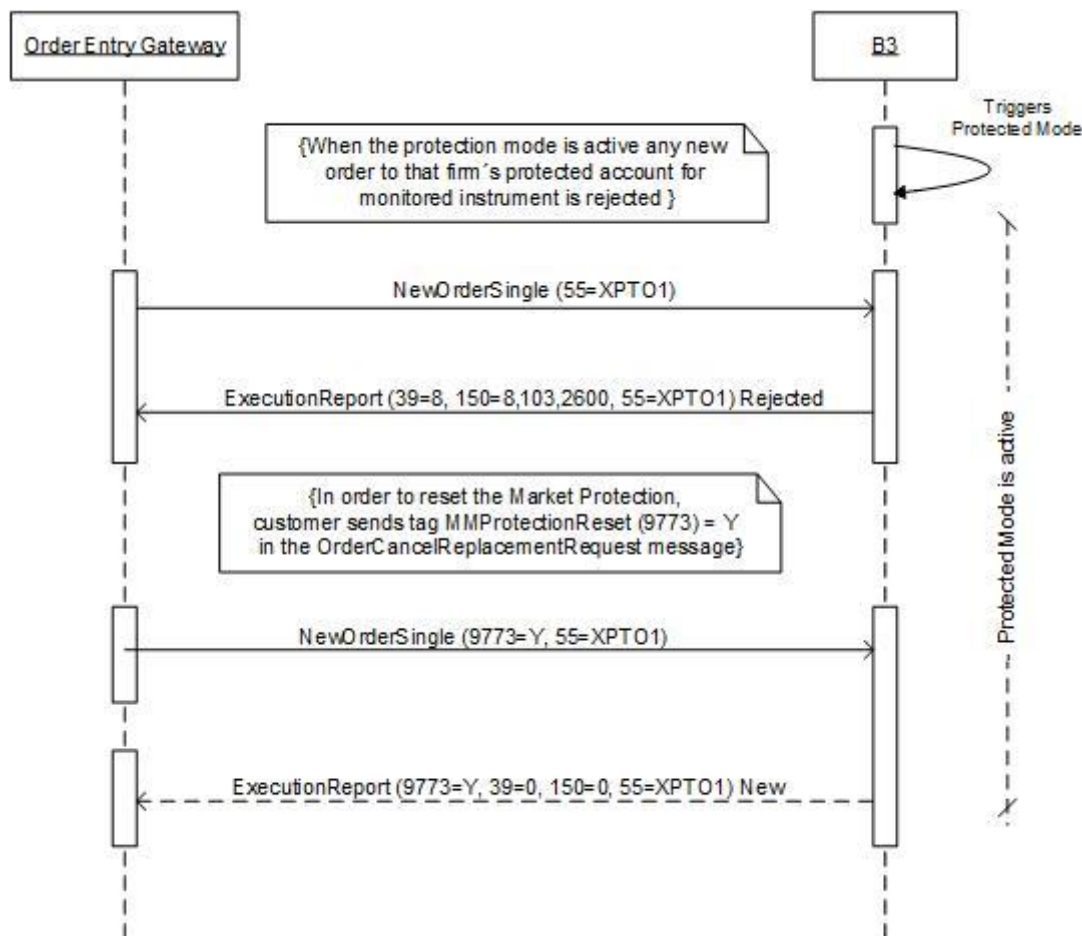 Order Entry Gateway
B3
Triggers
Protected Mode
{When the protection mode is active any new
order to that firm´s protected account for
monitored instrument is rejected }
NewOrderSingle (55=XPTO1)
ExecutionReport (39=8, 150=8,103,2600, 55=XPTO1) Rejected
{In order to reset the Market Protection,
customer sends tag MMProtectionReset (9773) = Y
in the OrderCancelReplacementRequest message}
Protected Mode is active
NewOrderSingle (9773=Y, 55=XPTO1)
ExecutionReport (9773=Y, 39=0, 150=0, 55=XPTO1) New